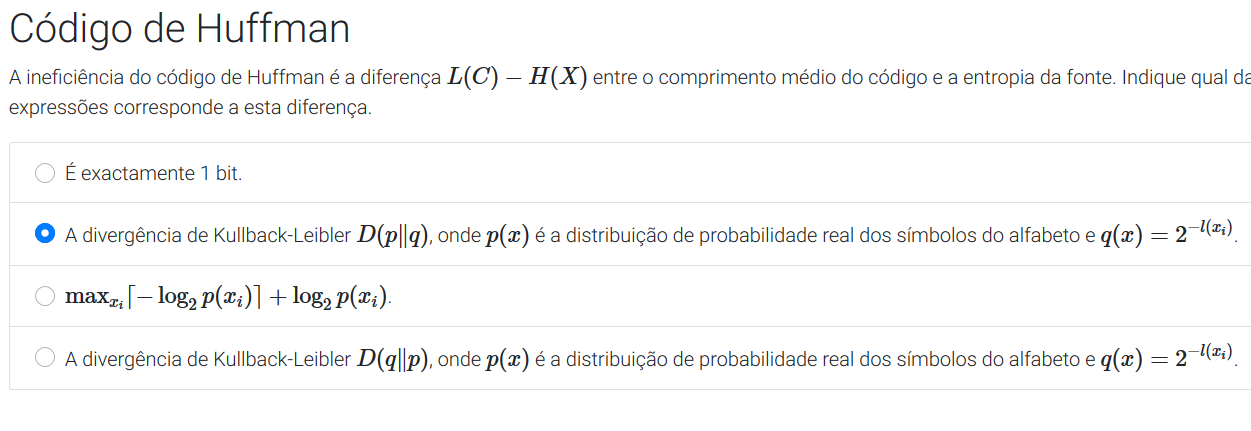 Código de Huffman
A ineficiência do código de Huffman é a diferença L(C) − H(X) entre o comprimento médio do código e a entropia da fonte. Indique qual
expressões corresponde a esta diferença.
É exactamente 1 bit.
A divergência de Kullback-Leibler D(p||q), onde p(x) é a distribuição de probabilidade real dos símbolos do alfabeto e q(x) = 2^{−l(x_i)}.
max_{x_i}⌈− log_2 p(x_i)⌉ + log_2 p(x_i).
A divergência de Kullback-Leibler D(q||p), onde p(x) é a distribuição de probabilidade real dos símbolos do alfabeto e q(x) = 2^{−l(x_i)}.